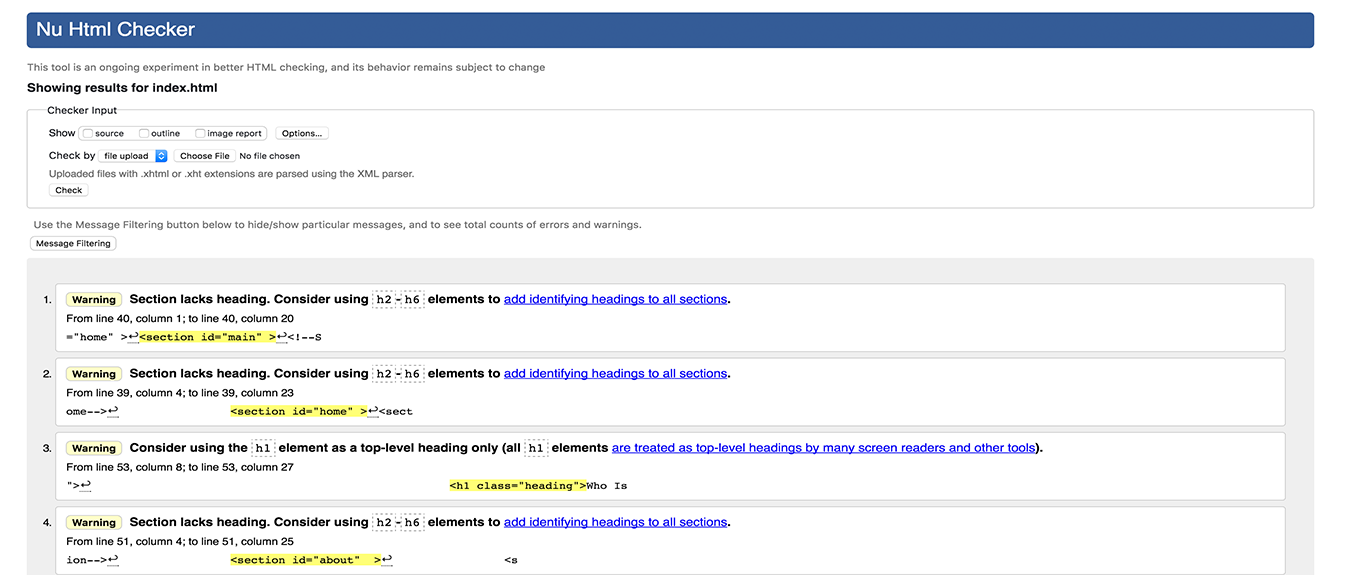 Nu Html Checker
This tool is an ongoing experiment in better HTML checking, and its behavior remains subject to change
Showing results for index.html
Checker Input
Show source outline image report Options...
Check by file upload Choose File No file chosen
Uploaded files with .xhtml or .xht extensions are parsed using the XML parser.
Check
Use the Message Filtering button below to hide/show particular messages, and to see total counts of errors and warnings.
Message Filtering
1. Warning Section lacks heading. Consider using h2-h6 elements to add identifying headings to all sections.
From line 40, column 1; to line 40, column 20
="home" >↩<section id="main" >↩<!--S
2. Warning Section lacks heading. Consider using h2-h6 elements to add identifying headings to all sections.
From line 39, column 4; to line 39, column 23
ome-->↩ <section id="home" >↩<sect
3. Warning Consider using the h1 element as a top-level heading only (all h1 elements are treated as top-level headings by many screen readers and other tools).
From line 53, column 8; to line 53, column 27
">↩ <h1 class="heading">Who Is
4. Warning Section lacks heading. Consider using h2-h6 elements to add identifying headings to all sections.
From line 51, column 4; to line 51, column 25
ion-->↩ <section id="about" >↩ <s